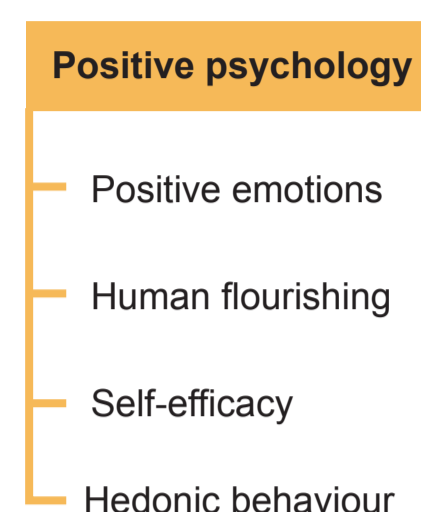 Positive psychology
Positive emotions
Human flourishing
Self-efficacy
Hedonic behaviour